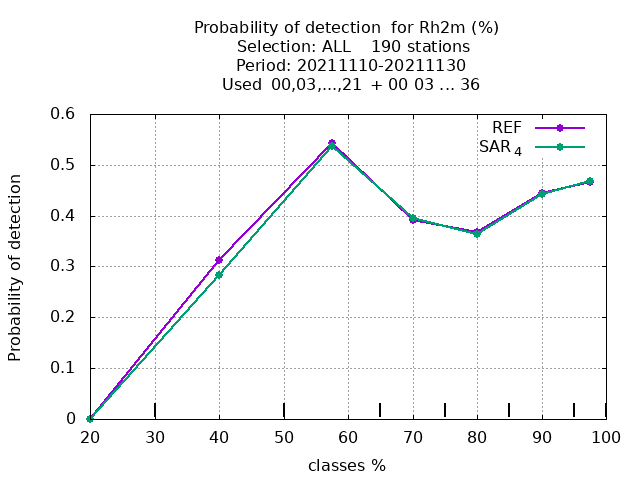 Probability of detection for Rh2m (%)
Selection: ALL 190 stations
Period: 20211110-20211130
Used 00,03,...,21 + 00 03 ... 36
REF
SAR 4
0.6
0.5
0.4
0.3
0.2
0.1
0
Probability of detection
20 30 40 50 60 70 80 90 100
classes %